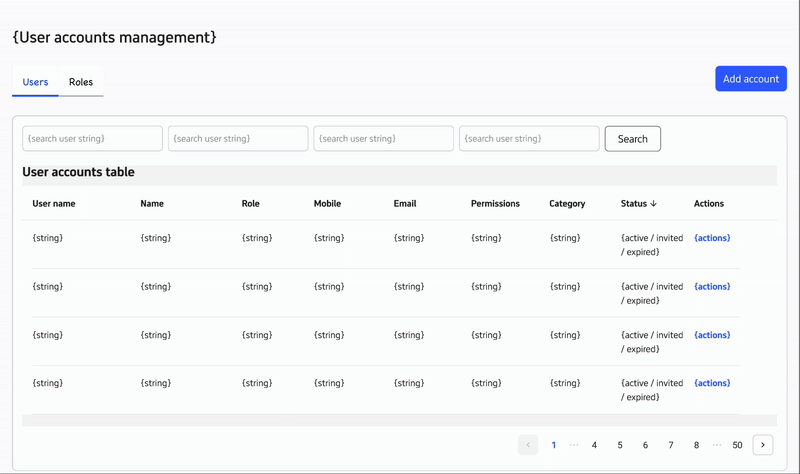 {User accounts management}
Users Roles Add account
{search user string} {search user string} {search user string} {search user string} Search
User accounts table
User name Name Role Mobile Email Permissions Category Status ↓ Actions
{string} {string} {string} {string} {string} {string} {string} {active / invited {actions}
/ expired}
{string} {string} {string} {string} {string} {string} {string} {active / invited {actions}
/ expired}
{string} {string} {string} {string} {string} {string} {string} {active / invited {actions}
/ expired}
{string} {string} {string} {string} {string} {string} {string} {active / invited {actions}
/ expired}
< 1 ··· 4 5 6 7 8 ··· 50 >